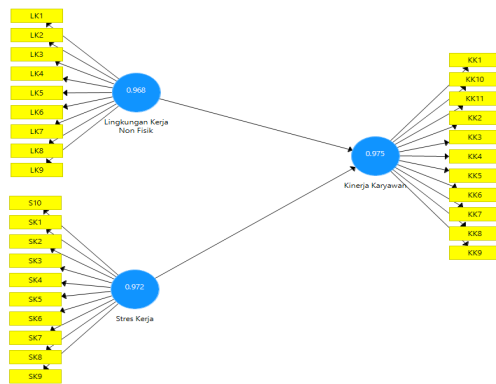 LK1
LK2
LK3
LK4
LK5
LK6
LK7
LK8
LK9
0.968
Lingkungan Kerja
Non Fisik
S10
SK1
SK2
SK3
SK4
SK5
SK6
SK7
SK8
SK9
0.972
Stres Kerja
0.975
Kinerja Karyawan
KK1
KK10
KK11
KK2
KK3
KK4
KK5
KK6
KK7
KK8
KK9